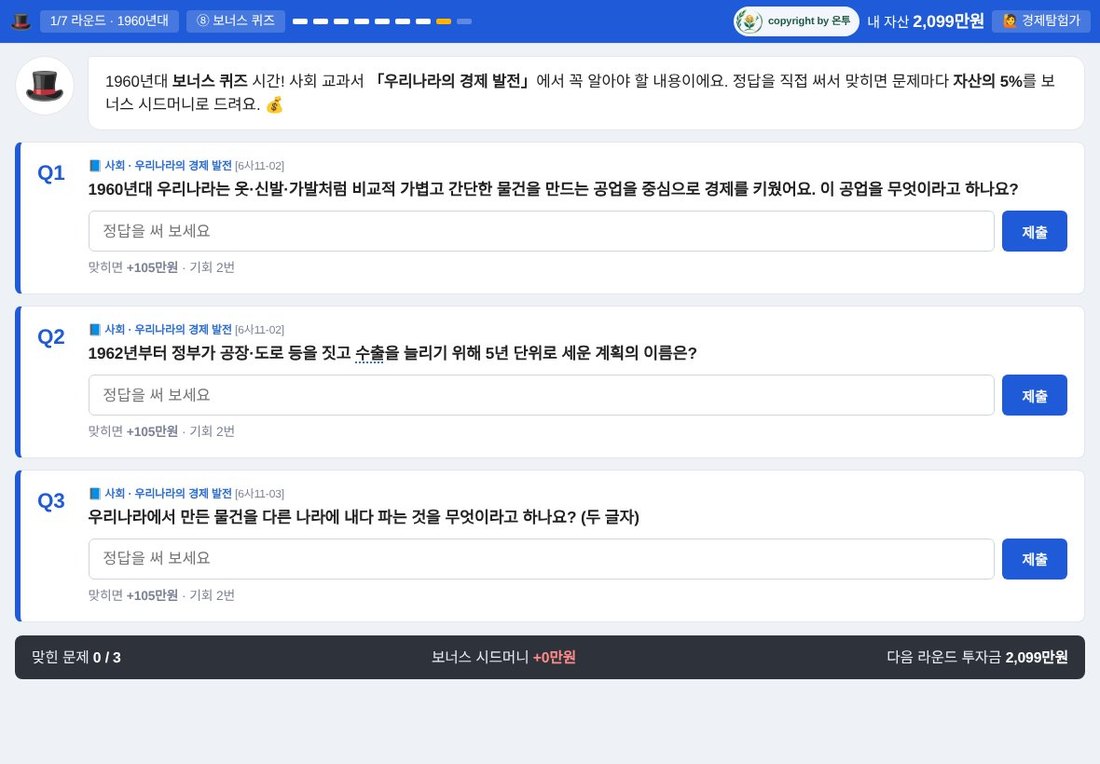 1/7 라운드 · 1960년대 ⑧ 보너스 퀴즈 copyright by 온투 내 자산 2,099만원 경제탐험가
1960년대 보너스 퀴즈 시간! 사회 교과서 「우리나라의 경제 발전」에서 꼭 알아야 할 내용이에요. 정답을 직접 써서 맞히면 문제마다 자산의 5%를 보
너스 시드머니로 드려요.
Q1
사회 · 우리나라의 경제 발전 [6사11-02]
1960년대 우리나라는 옷·신발·가발처럼 비교적 가볍고 간단한 물건을 만드는 공업을 중심으로 경제를 키웠어요. 이 공업을 무엇이라고 하나요?
정답을 써 보세요 제출
맞히면 +105만원 · 기회 2번
Q2
사회 · 우리나라의 경제 발전 [6사11-02]
1962년부터 정부가 공장·도로 등을 짓고 수출을 늘리기 위해 5년 단위로 세운 계획의 이름은?
정답을 써 보세요 제출
맞히면 +105만원 · 기회 2번
Q3
사회 · 우리나라의 경제 발전 [6사11-03]
우리나라에서 만든 물건을 다른 나라에 내다 파는 것을 무엇이라고 하나요? (두 글자)
정답을 써 보세요 제출
맞히면 +105만원 · 기회 2번
맞힌 문제 0 / 3 보너스 시드머니 +0만원 다음 라운드 투자금 2,099만원